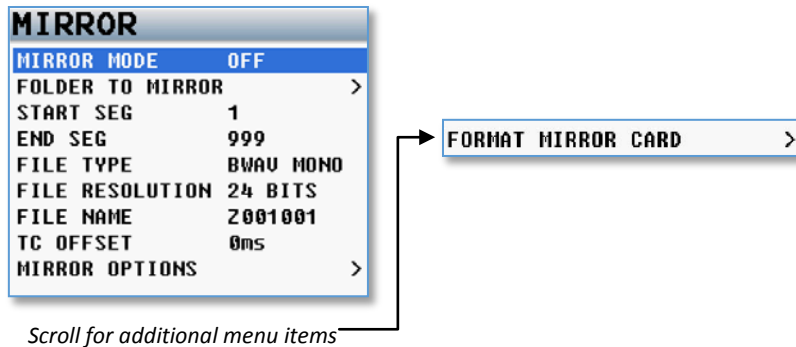 MIRROR
MIRROR MODE OFF
FOLDER TO MIRROR >
START SEG 1
END SEG 999
FILE TYPE BWAV MONO
FILE RESOLUTION 24 BITS
FILE NAME Z001001
TC OFFSET 0ms
MIRROR OPTIONS >
FORMAT MIRROR CARD >
Scroll for additional menu items